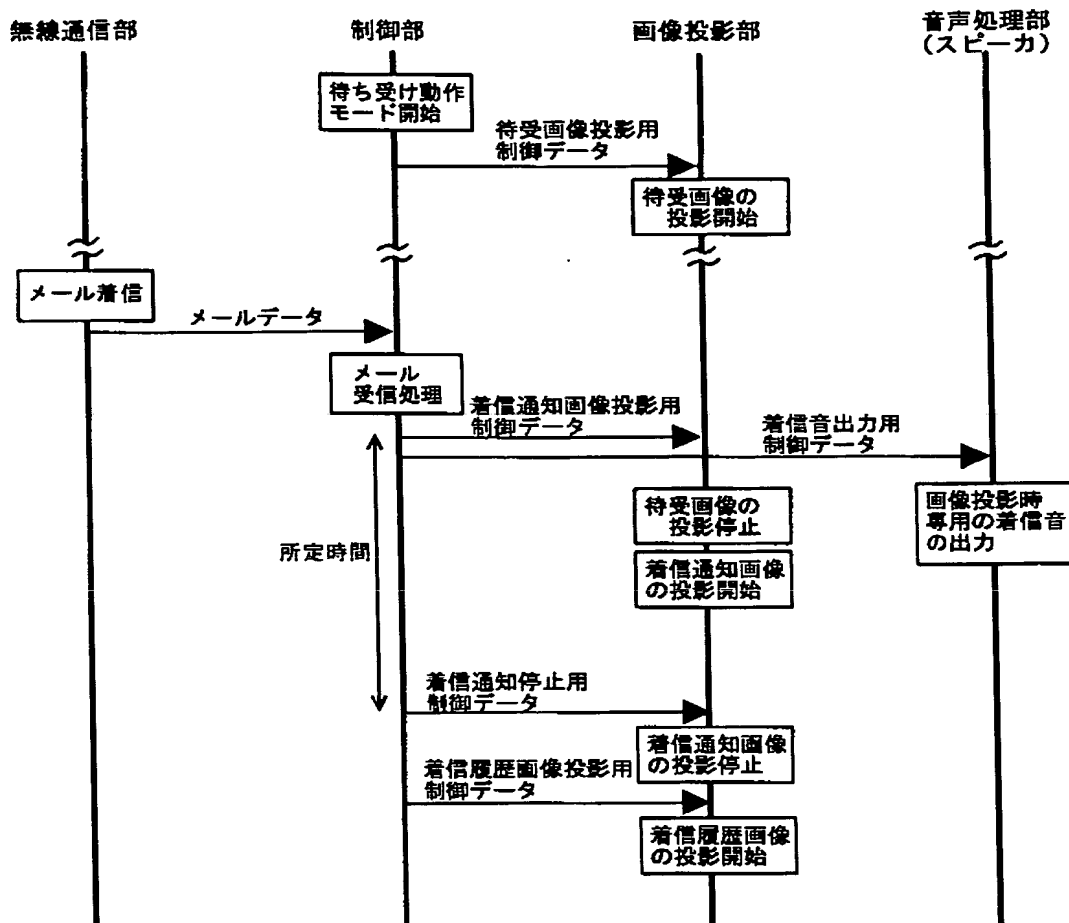 無線通信部
制御部
画像投影部
音声処理部
(スピーカ)
待ち受け動作
モード開始
待受画像投影用
制御データ
待受画像の
投影開始
メール着信
メールデータ
メール
受信処理
着信通知画像投影用
制御データ
着信音出力用
制御データ
待受画像の
投影停止
画像投影時
専用の着信音
の出力
所定時間
着信通知画像
の投影開始
着信通知停止用
制御データ
着信通知画像
の投影停止
着信履歴画像投影用
制御データ
着信履歴画像
の投影開始